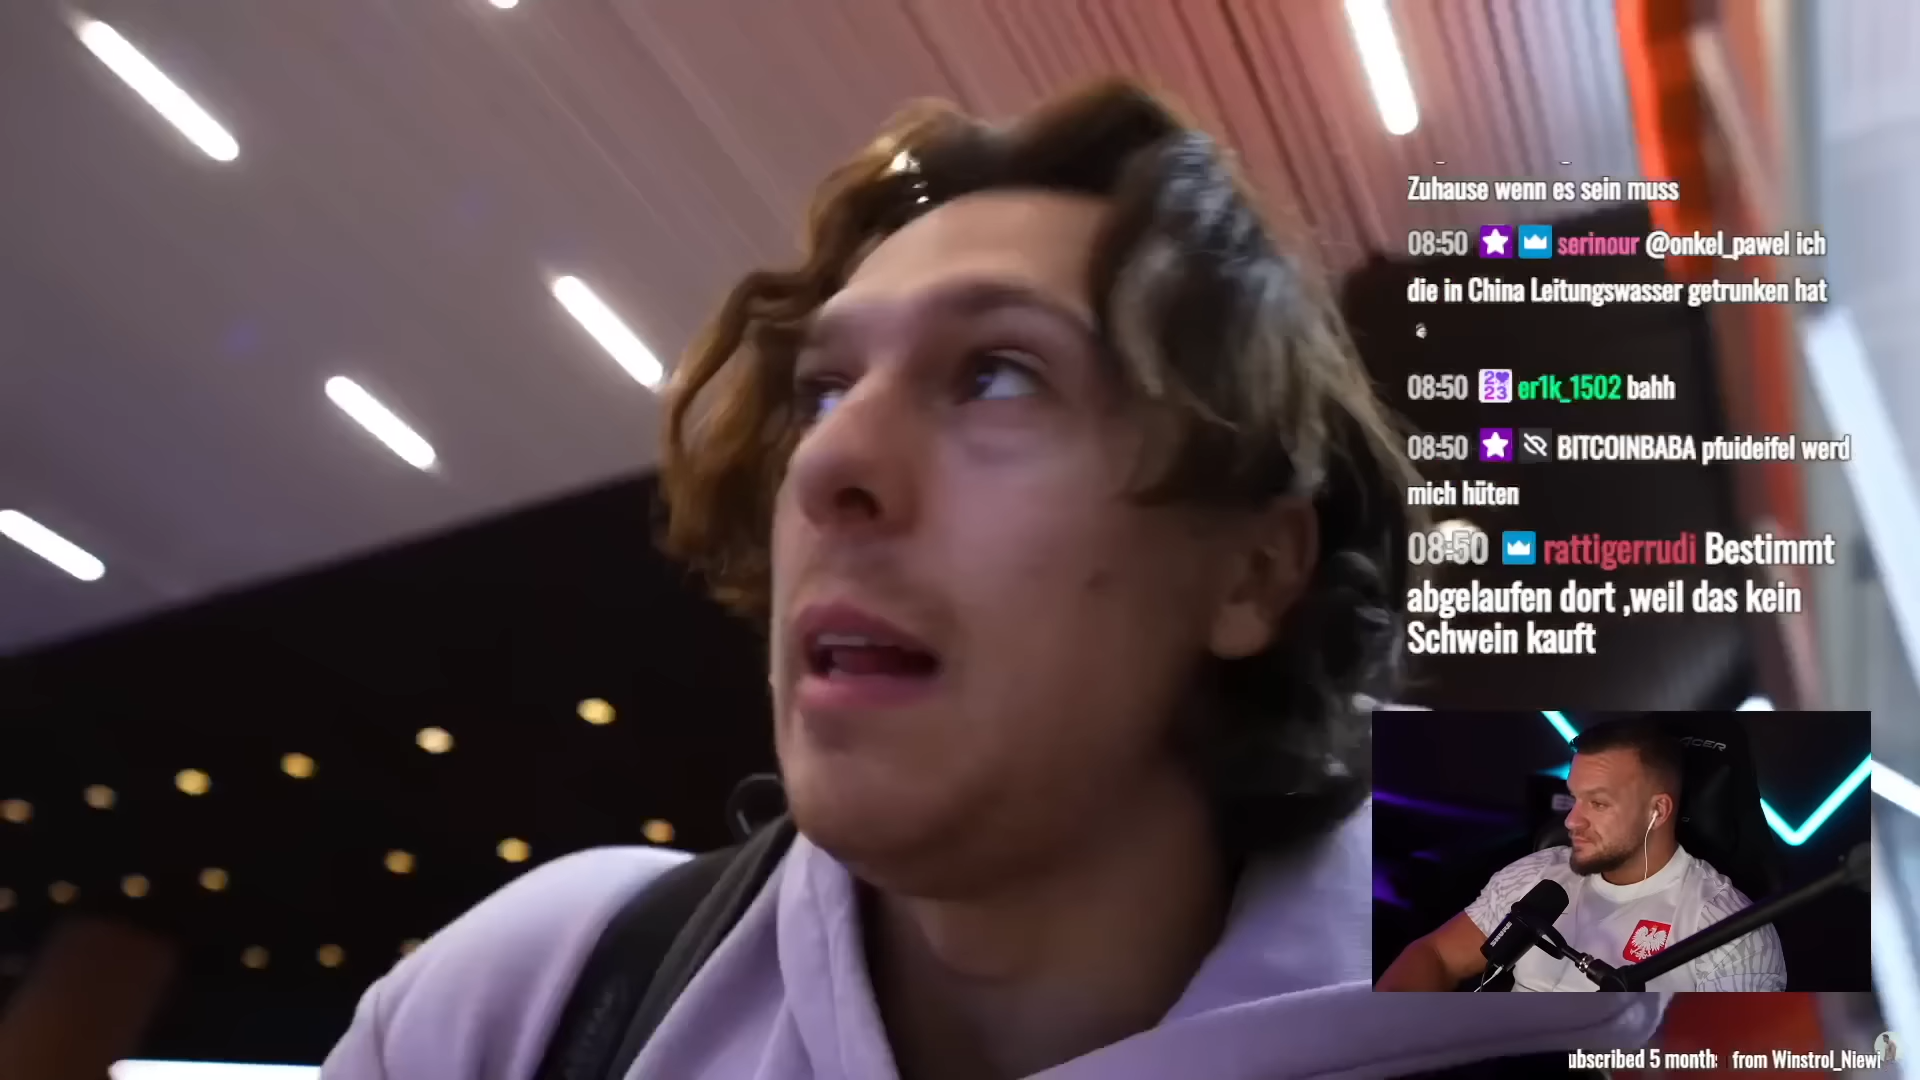 Zuhause wenn es sein muss
08:50 serinour @onkel_pawel ich
die in China Leitungswasser getrunken hat
08:50 er1k_1502 bahh
08:50 BITCOINBABA pfuideifel werd
mich hüten
08:50 rattigerrudi Bestimmt
abgelaufen dort ,weil das kein
Schwein kauft
SHURE
ubscribed 5 month from Winstrol_Niewi